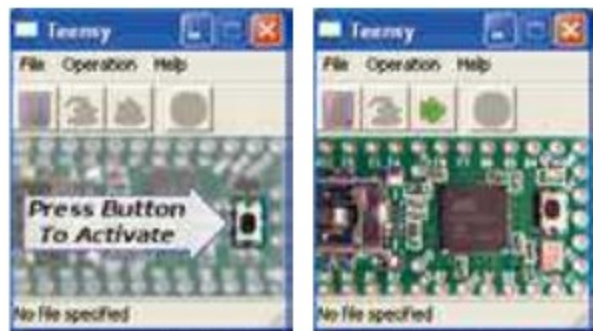 Teensy
File Operation Help
Press Button
To Activate
No file specified
Teensy
File Operation Help
No file specified